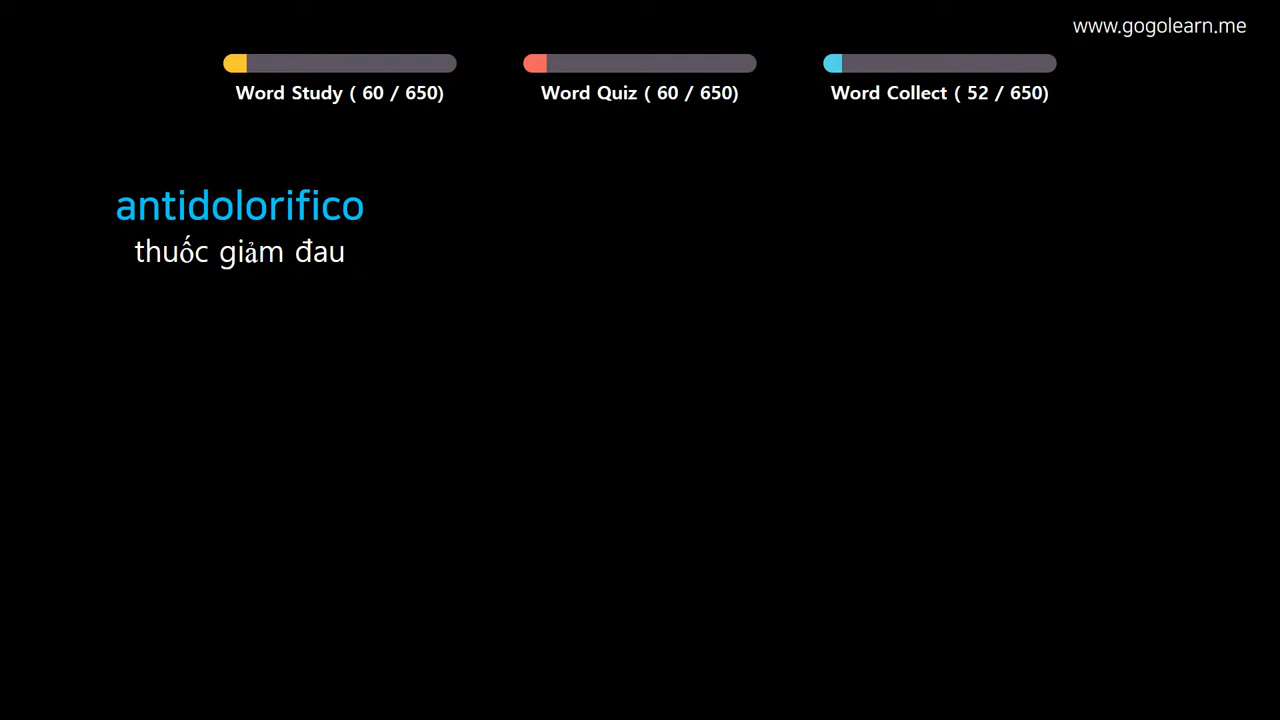 www.gogolearn.me
Word Study ( 60 / 650)
Word Quiz ( 60 / 650)
Word Collect ( 52 / 650)
antidolorifico
thuốc giảm đau